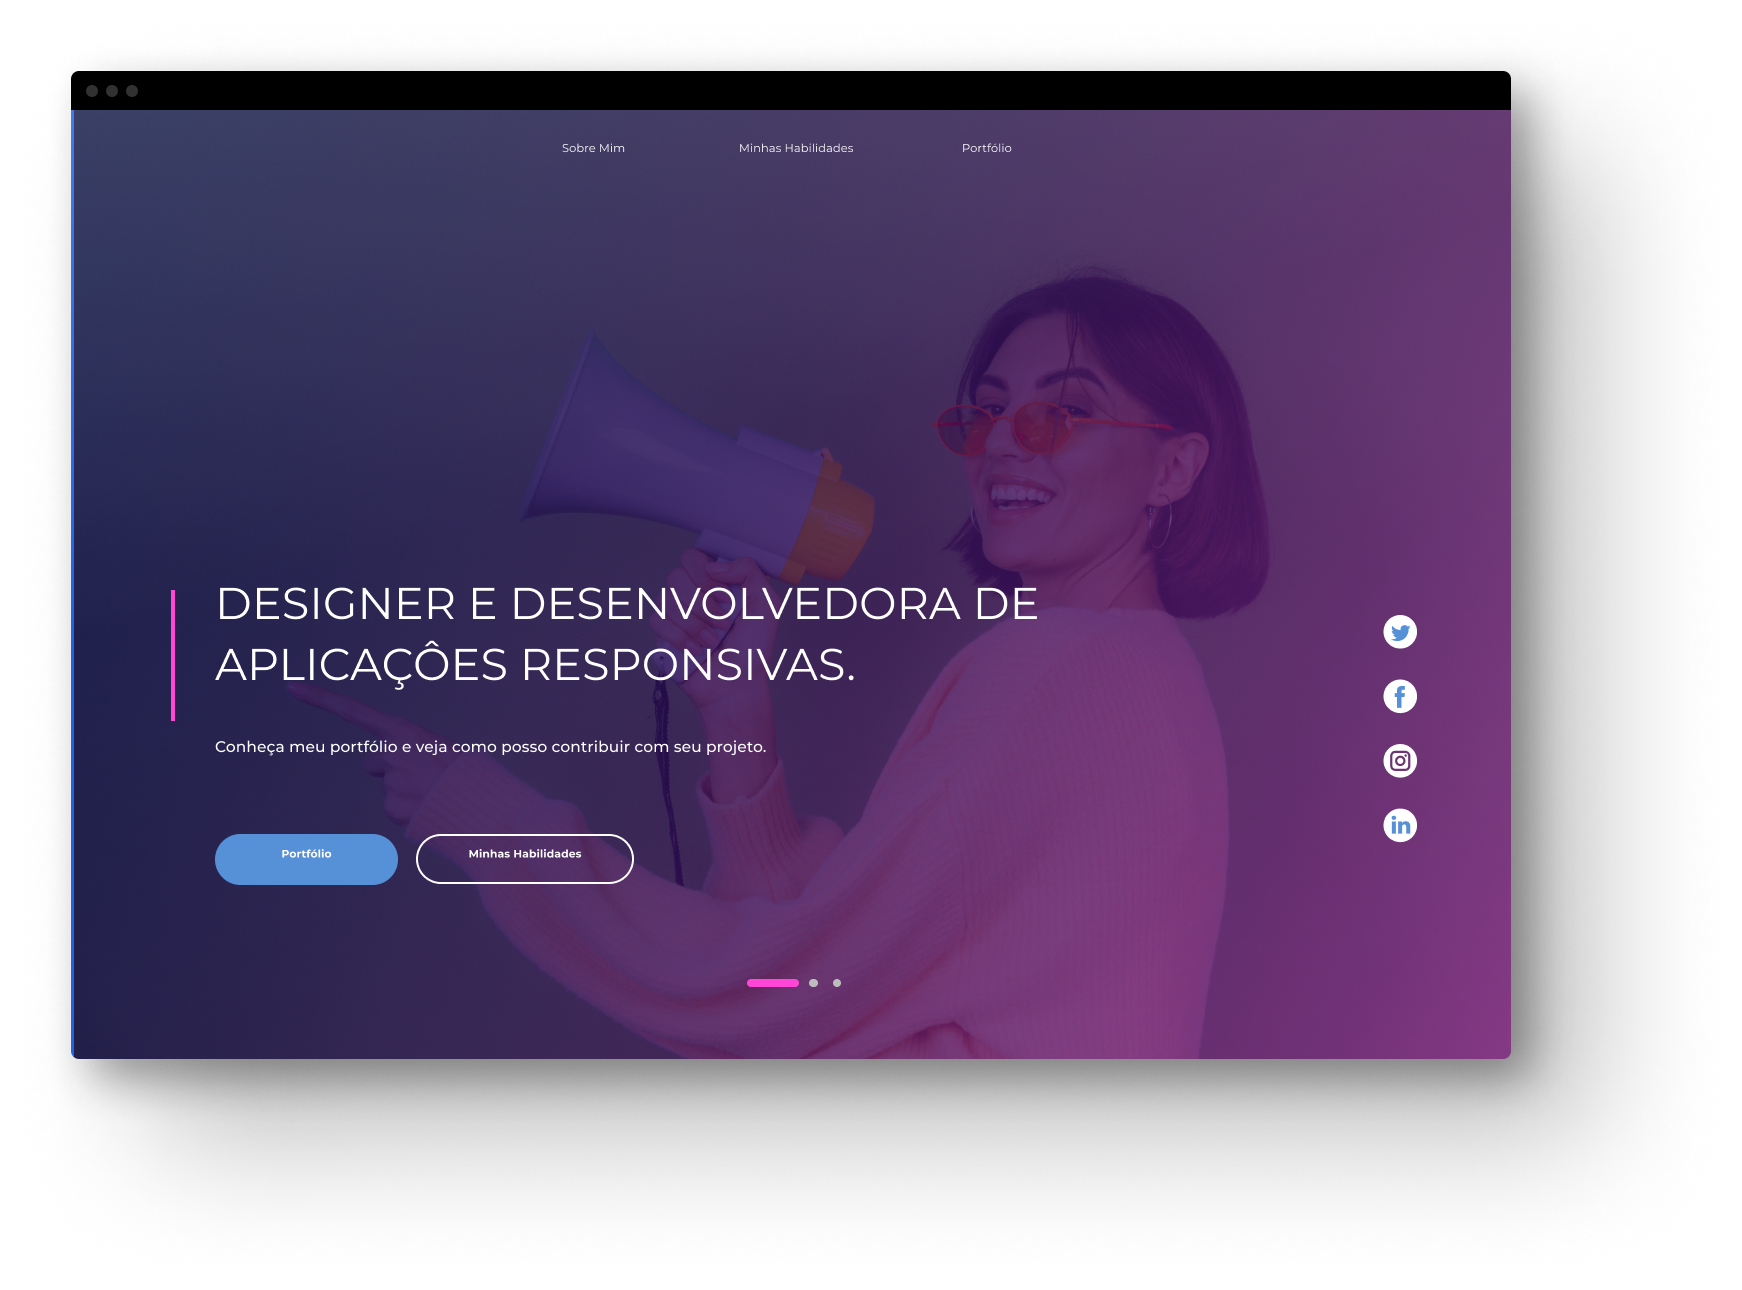 Sobre Mim
Minhas Habilidades
Portfólio
DESIGNER E DESENVOLVEDORA DE
APLICAÇÔES RESPONSIVAS.
Conheça meu portfólio e veja como posso contribuir com seu projeto.
Portfólio
Minhas Habilidades